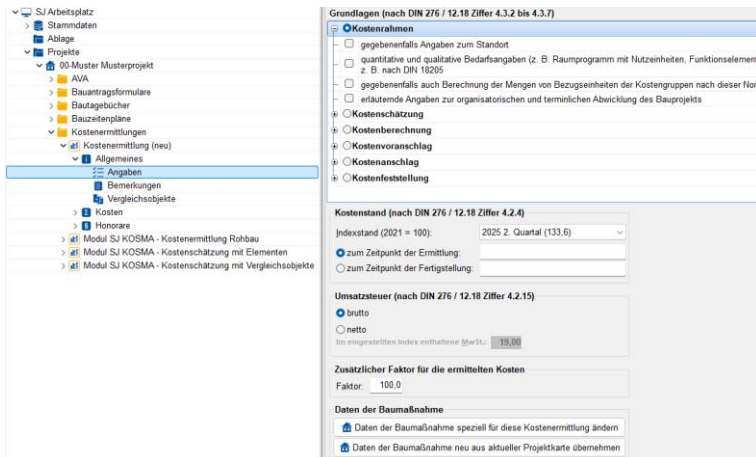 SJ Arbeitsplatz
Stammdaten
Ablage
Projekte
00-Muster Musterprojekt
AVA
Bauantragsformulare
Bautagebücher
Bauzeitenpläne
Kostenermittlungen
Kostenermittlung (neu)
Allgemeines
Angaben
Bemerkungen
Vergleichsobjekte
Kosten
Honorare
Modul SJ KOSMA - Kostenermittlung Rohbau
Modul SJ KOSMA - Kostenschätzung mit Elementen
Modul SJ KOSMA - Kostenschätzung mit Vergleichsobjekte
Grundlagen (nach DIN 276 / 12.18 Ziffer 4.3.2 bis 4.3.7)
Kostenrahmen
gegebenenfalls Angaben zum Standort
quantitative und qualitative Bedarfsangaben (z. B. Raumprogramm mit Nutzeinheiten, Funktionselement
z. B. nach DIN 18205
gegebenenfalls auch Berechnung der Mengen von Bezugseinheiten der Kostengruppen nach dieser Nor
erläuternde Angaben zur organisatorischen und terminlichen Abwicklung des Bauprojekts
Kostenschätzung
Kostenberechnung
Kostenvoranschlag
Kostenanschlag
Kostenfeststellung
Kostenstand (nach DIN 276 / 12.18 Ziffer 4.2.4)
Indexstand (2021 = 100): 2025 2. Quartal (133,6)
zum Zeitpunkt der Ermittlung:
zum Zeitpunkt der Fertigstellung:
Umsatzsteuer (nach DIN 276 / 12.18 Ziffer 4.2.15)
brutto
netto
Im eingestellten Index enthaltene MwSt.: 19,00
Zusätzlicher Faktor für die ermittelten Kosten
Faktor: 100,0
Daten der Baumaßnahme
Daten der Baumaßnahme speziell für diese Kostenermittlung ändern
Daten der Baumaßnahme neu aus aktueller Projektkarte übernehmen